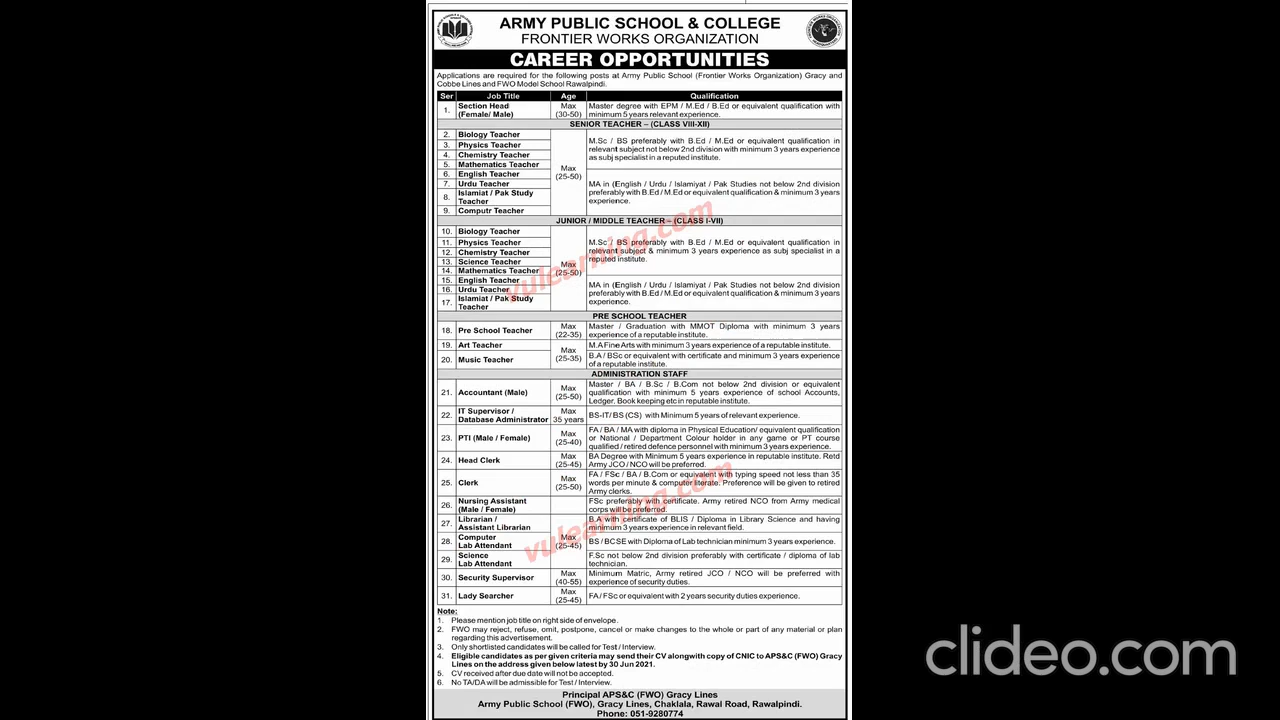 ARMY PUBLIC SCHOOL & COLLEGE
FRONTIER WORKS ORGANIZATION
CAREER OPPORTUNITIES
Applications are required for the following posts at Army Public School (Frontier Works Organization) Gracy and
Cobbe Lines and FWO Model School Rawalpindi.
Ser Job Title Age Qualification
1. Section Head (Female/ Male) Max (30-50) Master degree with EPM / M.Ed / B.Ed or equivalent qualification with
minimum 5 years relevant experience.
SENIOR TEACHER – (CLASS VIII-XII)
2. Biology Teacher
3. Physics Teacher
4. Chemistry Teacher
5. Mathematics Teacher
M.Sc / BS preferably with B.Ed / M.Ed or equivalent qualification in
relevant subject not below 2nd division with minimum 3 years experience
as subj specialist in a reputed institute.
Max
(25-50)
6. English Teacher
7. Urdu Teacher
8. Islamiat / Pak Study
Teacher
9. Computr Teacher
MA in (English / Urdu / Islamiyat / Pak Studies not below 2nd division
preferably with B.Ed / M.Ed or equivalent qualification & minimum 3 years
experience.
JUNIOR / MIDDLE TEACHER – (CLASS I-VII)
10. Biology Teacher
11. Physics Teacher
12. Chemistry Teacher
13. Science Teacher
14. Mathematics Teacher
M.Sc / BS preferably with B.Ed / M.Ed or equivalent qualification in
relevent subject & minimum 3 years experience as subj specialist in a
reputed institute.
Max
(25-50)
15. English Teacher
16. Urdu Teacher
17. Islamiat / Pak Study
Teacher
MA in (English / Urdu / Islamiyat / Pak Studies not below 2nd division
preferably with B.Ed / M.Ed or equivalent qualification & minimum 3 years
experience.
PRE SCHOOL TEACHER
18. Pre School Teacher Max (22-35) Master / Graduation with MMOT Diploma with minimum 3 years
experience of a reputable institute.
19. Art Teacher M.A Fine Arts with minimum 3 years experience of a reputable institute.
Max
(25-35)
20. Music Teacher B.A / BSc or equivalent with certificate and minimum 3 years experience
of a reputable institute.
ADMINISTRATION STAFF
21. Accountant (Male) Max (25-50) Master / BA / B.Sc / B.Com not below 2nd division or equivalent
qualification with minimum 5 years experience of school Accounts,
Ledger. Book keeping etc in reputable institute.
22. IT Supervisor / Database Administrator Max 35 years BS-IT/ BS (CS) with Minimum 5 years of relevant experience.
23. PTI (Male / Female) Max (25-40) FA / BA / MA with diploma in Physical Education/ equivalent qualification
or National / Department Colour holder in any game or PT course
qualified / retired defence personnel with minimum 3 years experience.
24. Head Clerk Max (25-45) BA Degree with Minimum 5 years experience in reputable institute. Retd
Army JCO / NCO will be preferred.
25. Clerk Max (25-50) FA / FSc / BA / B.Com or equivalent with typing speed not less than 35
words per minute & computer literate. Preference will be given to retired
Army clerks.
26. Nursing Assistant (Male / Female) FSc preferably with certificate. Army retired NCO from Army medical
corps will be preferred.
27. Librarian / Assistant Librarian B.A with certificate of BLIS / Diploma in Library Science and having
minimum 3 years experience in relevant field.
28. Computer Lab Attendant Max (25-45) BS / BCSE with Diploma of Lab technician minimum 3 years experience.
29. Science Lab Attendant F.Sc not below 2nd division preferably with certificate / diploma of lab
technician.
30. Security Supervisor Max (40-55) Minimum Matric, Army retired JCO / NCO will be preferred with
experience of security duties.
31. Lady Searcher Max (25-45) FA / FSc or equivalent with 2 years security duties experience.
vulearning.com
vulearning.com
Note:
1. Please mention job title on right side of envelope.
2. FWO may reject, refuse, omit, postpone, cancel or make changes to the whole or part of any material or plan
regarding this advertisement.
3. Only shortlisted candidates will be called for Test / Interview.
4. Eligible candidates as per given criteria may send their CV alongwith copy of CNIC to APS&C (FWO) Gracy
Lines on the address given below latest by 30 Jun 2021.
5. CV received after due date will not be accepted.
6. No TA/DA will be admissible for Test / Interview.
Principal APS&C (FWO) Gracy Lines
Army Public School (FWO), Gracy Lines, Chaklala, Rawal Road, Rawalpindi.
Phone: 051-9280774
clideo.com